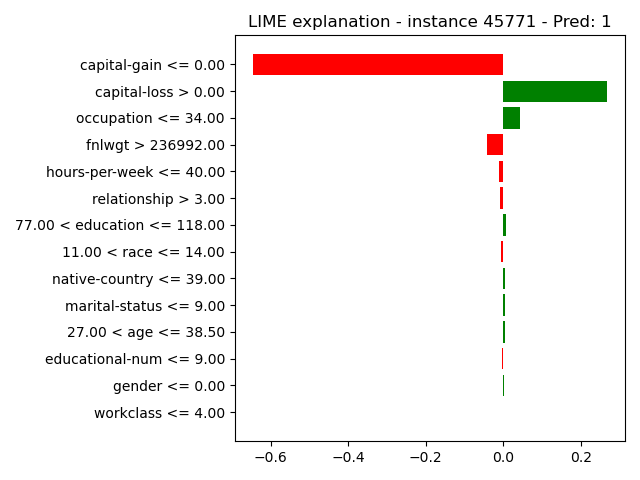 LIME explanation - instance 45771 - Pred: 1
capital-gain <= 0.00
capital-loss > 0.00
occupation <= 34.00
fnlwgt > 236992.00
hours-per-week <= 40.00
relationship > 3.00
77.00 < education <= 118.00
11.00 < race <= 14.00
native-country <= 39.00
marital-status <= 9.00
27.00 < age <= 38.50
educational-num <= 9.00
gender <= 0.00
workclass <= 4.00
−0.6 −0.4 −0.2 0.0 0.2